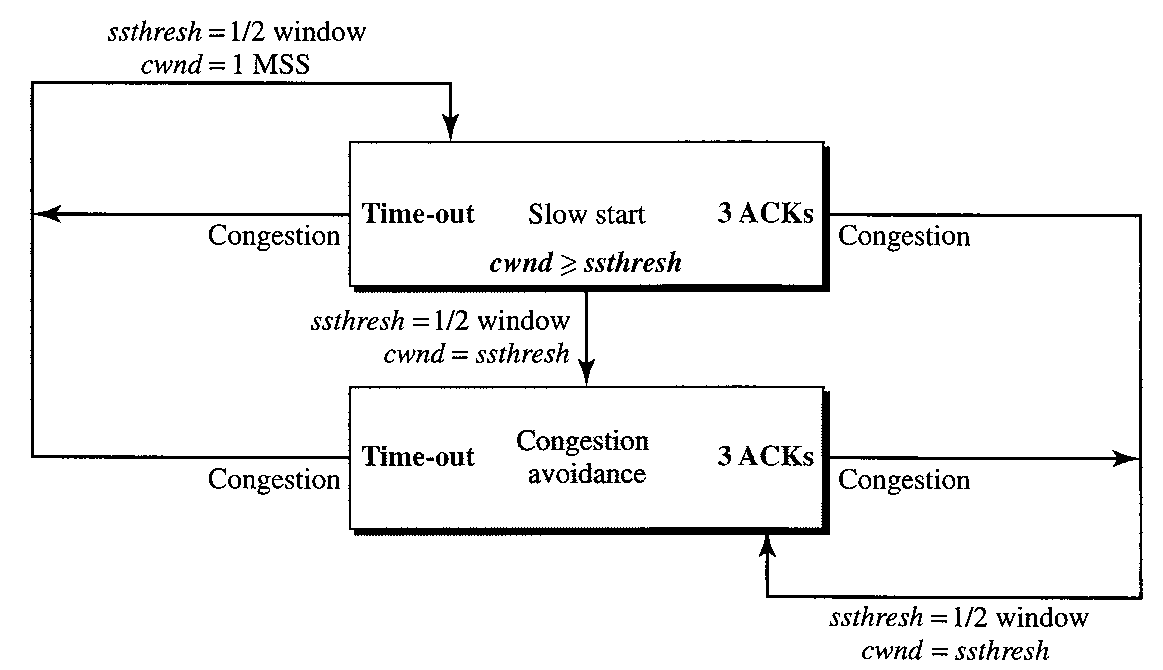 ssthresh = 1/2 window
cwnd = 1 MSS
Time-out Slow start 3 ACKs
Congestion
Congestion
cwnd ⩾ ssthresh
ssthresh = 1/2 window
cwnd = ssthresh
Time-out
Congestion
avoidance
3 ACKs
Congestion
Congestion
ssthresh = 1/2 window
cwnd = ssthresh